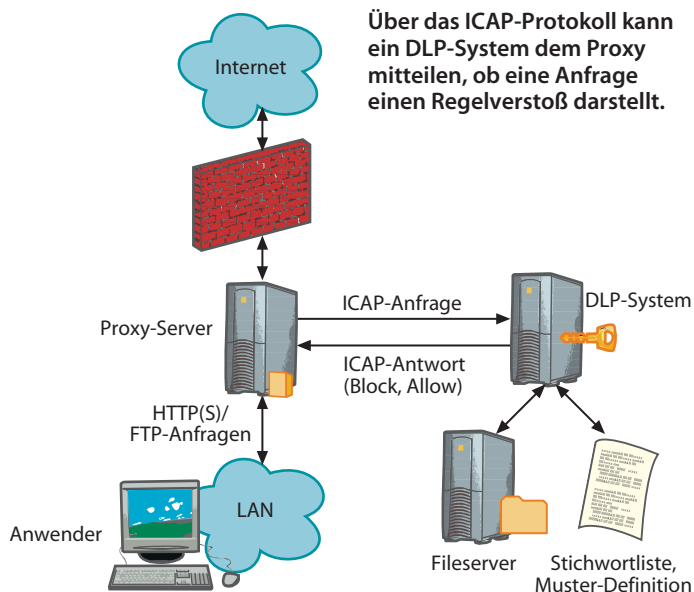 Über das ICAP-Protokoll kann
ein DLP-System dem Proxy
mitteilen, ob eine Anfrage
einen Regelverstoß darstellt.
Internet
Proxy-Server
ICAP-Anfrage
DLP-System
ICAP-Antwort
(Block, Allow)
HTTP(S)/
FTP-Anfragen
LAN
Anwender
Fileserver
Stichwortliste,
Muster-Definition